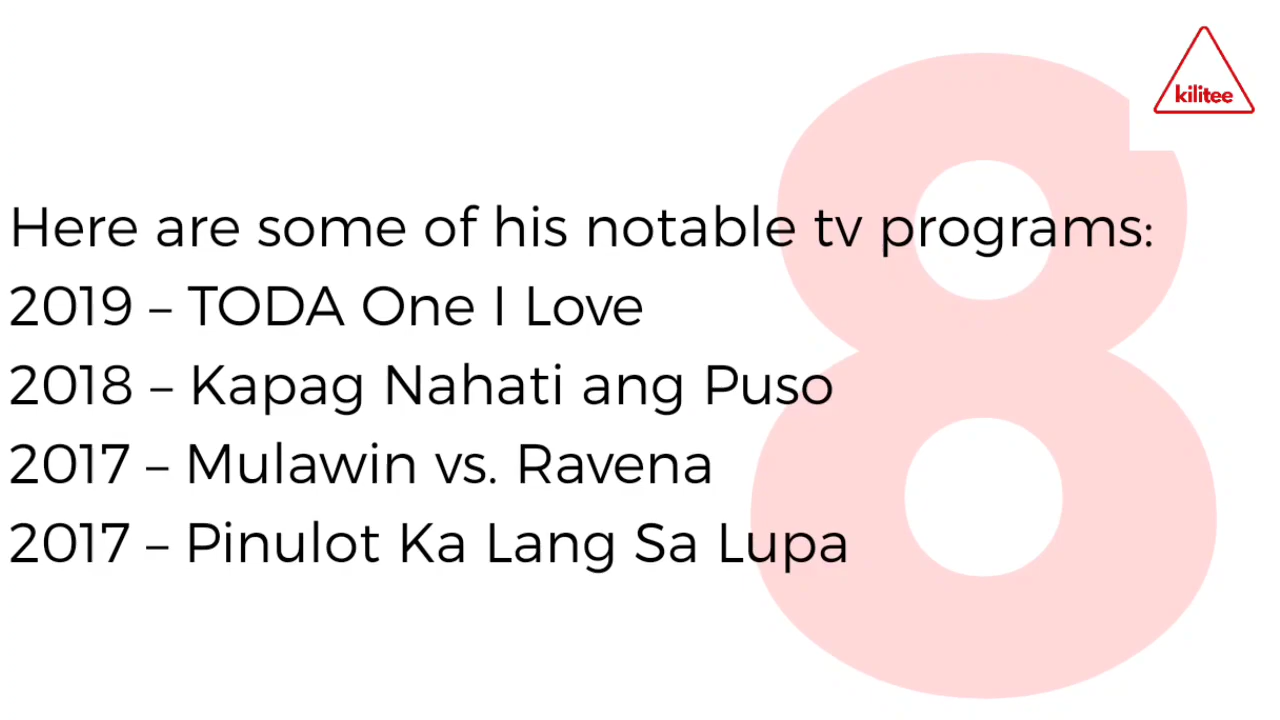 kilitee
8
Here are some of his notable tv programs:
2019 – TODA One I Love
2018 – Kapag Nahati ang Puso
2017 – Mulawin vs. Ravena
2017 – Pinulot Ka Lang Sa Lupa